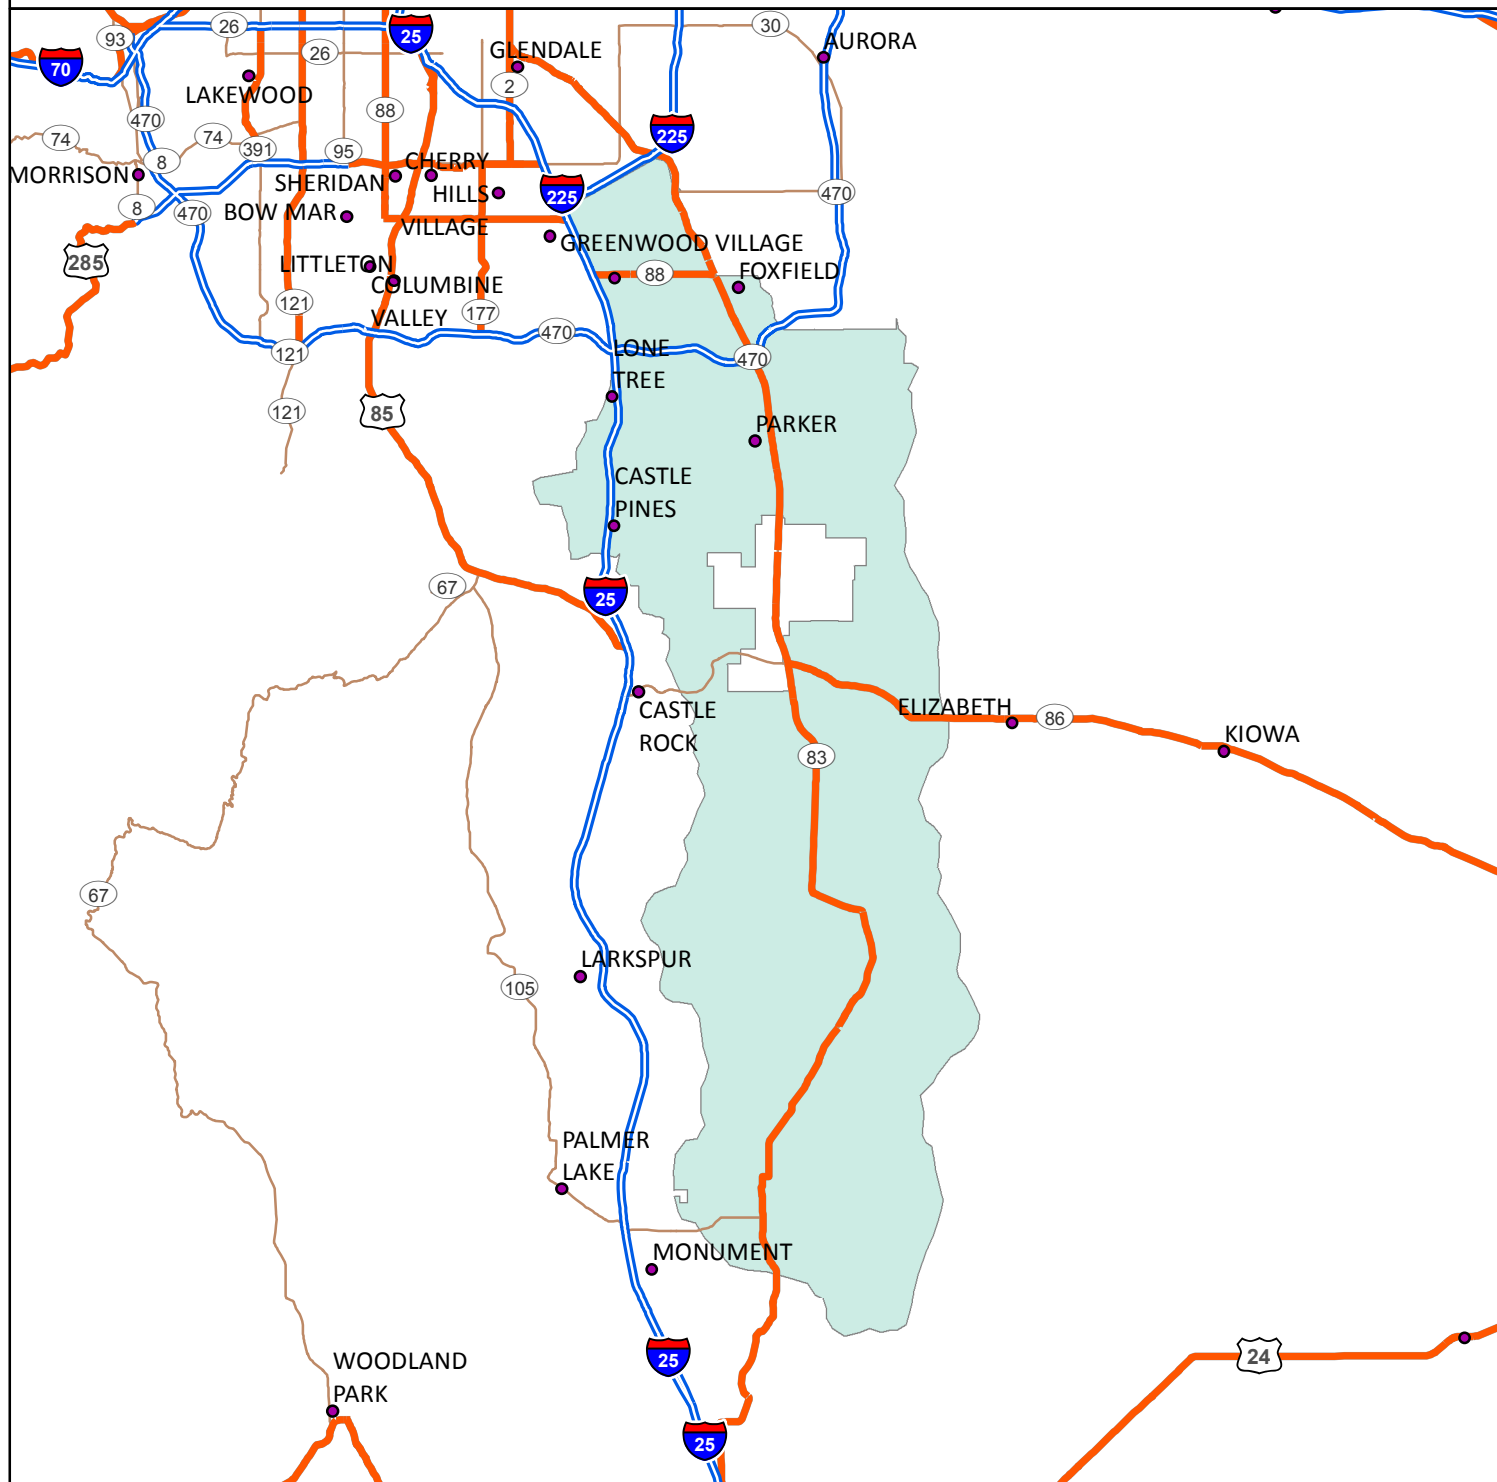 30
26
93
25
AURORA
GLENDALE
26
70
2
LAKEWOOD
88
470
225
74
74
391
95
8
CHERRY
MORRISON
SHERIDAN
HILLS
225
470
8
470
BOW MAR
VILLAGE
GREENWOOD VILLAGE
285
LITTLETON
88
FOXFIELD
COLUMBINE
121
VALLEY
177
470
LONE
121
470
TREE
121
85
PARKER
CASTLE
PINES
67
25
CASTLE
ROCK
ELIZABETH
86
KIOWA
83
67
LARKSPUR
105
PALMER
LAKE
MONUMENT
25
24
WOODLAND
PARK
25